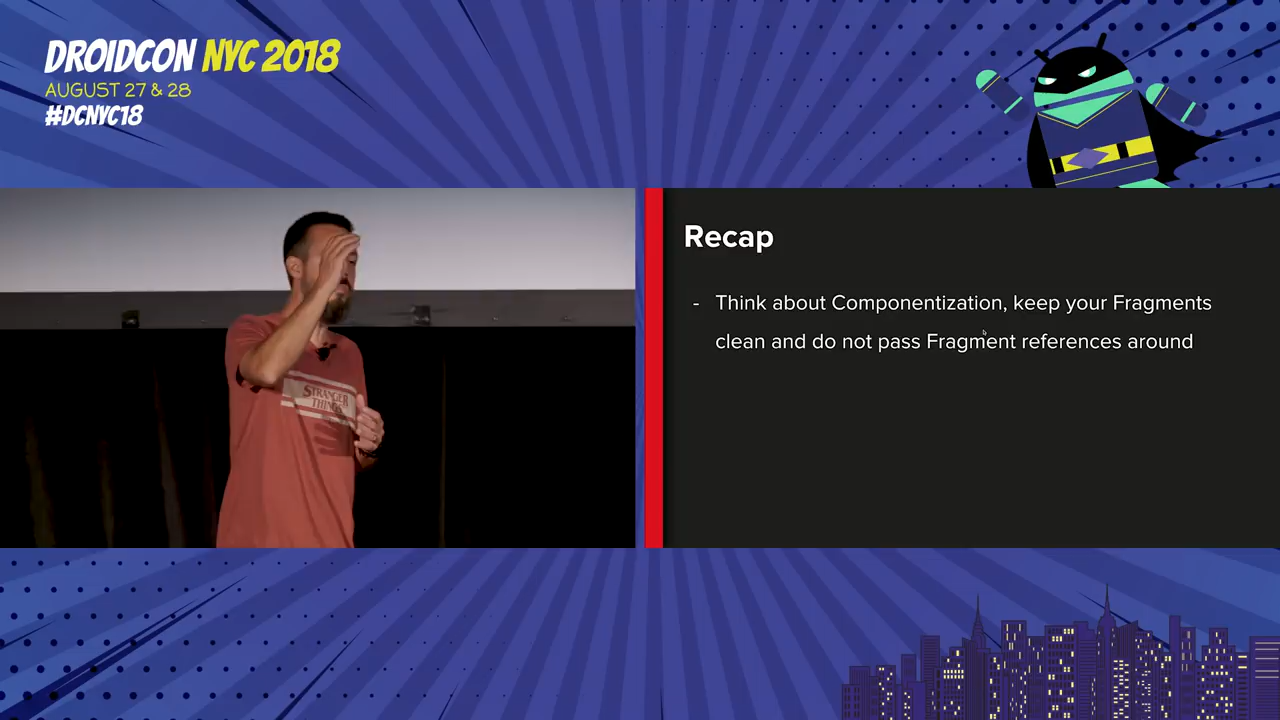 DROIDCON NYC 2018
AUGUST 27 & 28
#DCNYC18
Recap
- Think about Componentization, keep your Fragments
clean and do not pass Fragment references around
STRANGER
THINGS